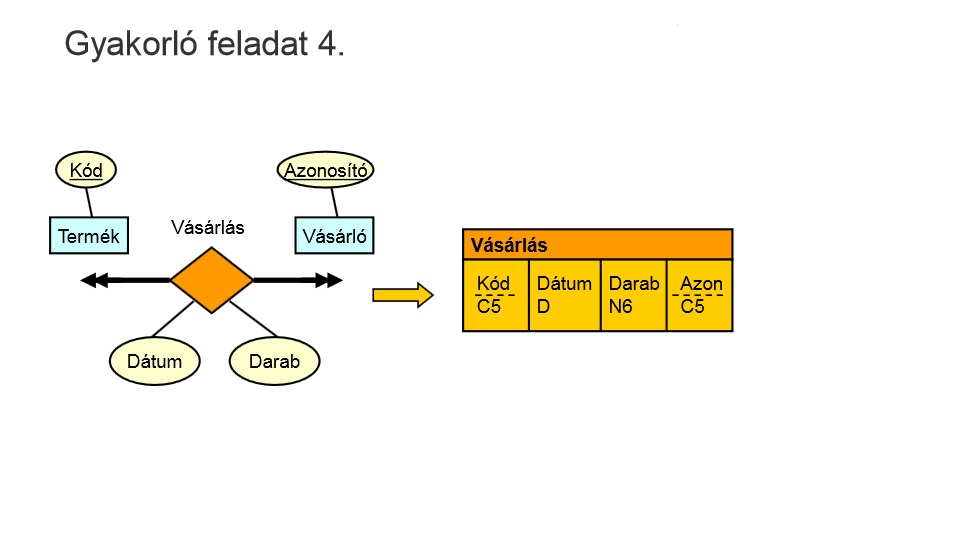 Gyakorló feladat 4.
Kód
Azonosító
Termék
Vásárlás
Vásárló
Dátum
Darab
Vásárlás
Kód
C5
Dátum
D
Darab
N6
Azon
C5